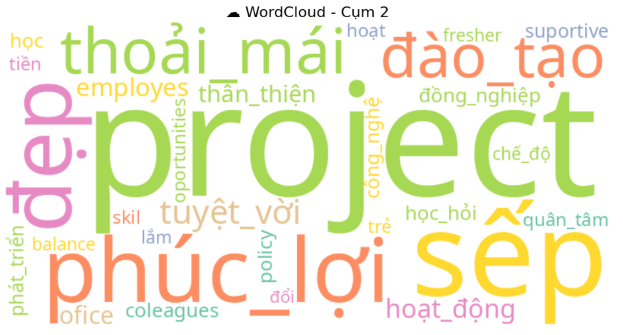 ☁ WordCloud - Cụm 2
học
thoải_mái
hoạt
fresher
suportive
tiền
đào_tạo
employes
thân_thiện
đồng_nghiệp
đẹp
project
oportunities
công_nghệ
chế_độ
tuyệt_vời
học_hỏi
skil
quân_tâm
phát_triển
balance
lắm
trẻ
phúc_lợi
policy
sếp
đổi
ofice
colleagues
hoạt_động